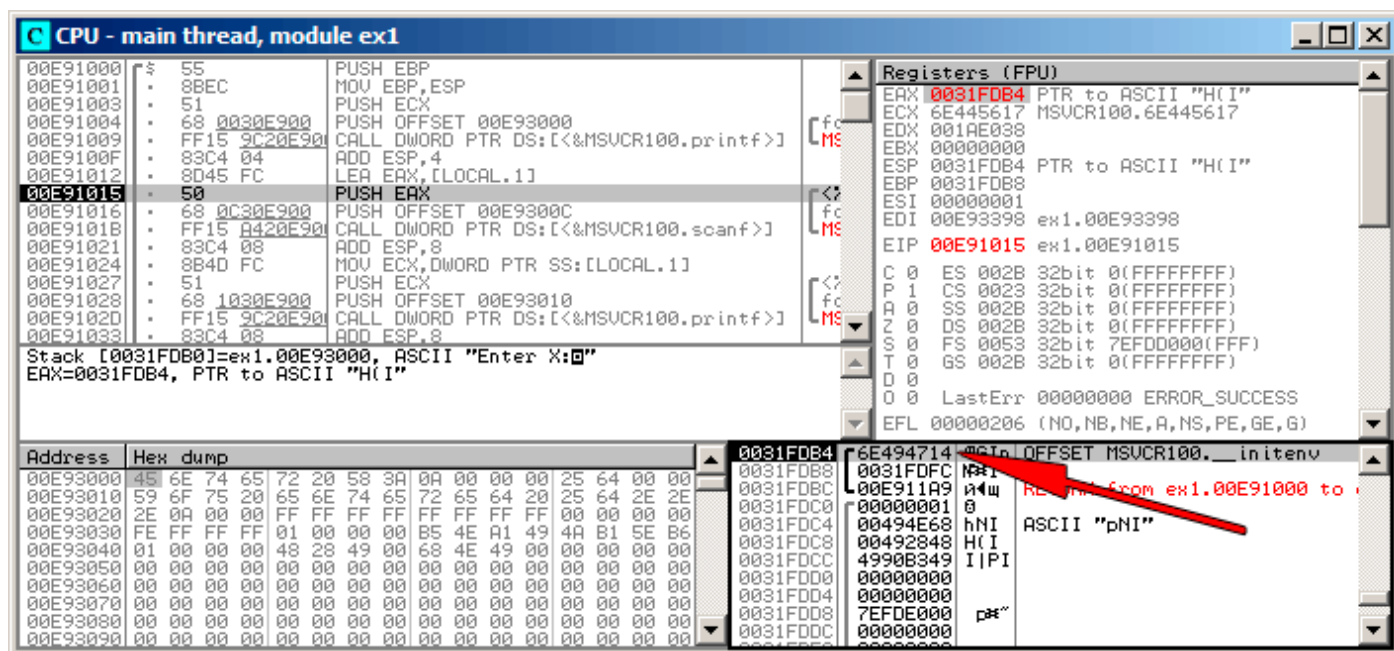 C CPU - main thread, module ex1
00E91000 $ 55 PUSH EBP
00E91001 . 8BEC MOV EBP,ESP
00E91003 . 51 PUSH ECX
00E91004 . 68 0030E900 PUSH OFFSET 00E93000
00E91009 . FF15 9C20E90 CALL DWORD PTR DS:[<&MSVCR100.printf>]
00E9100F . 83C4 04 ADD ESP,4
00E91012 . 8D45 FC LEA EAX,[LOCAL.1]
00E91015 . 50 PUSH EAX
00E91016 . 68 0C30E900 PUSH OFFSET 00E9300C
00E9101B . FF15 A420E90 CALL DWORD PTR DS:[<&MSVCR100.scanf>]
00E91021 . 83C4 08 ADD ESP,8
00E91024 . 8B4D FC MOV ECX,DWORD PTR SS:[LOCAL.1]
00E91027 . 51 PUSH ECX
00E91028 . 68 1030E900 PUSH OFFSET 00E93010
00E9102D . FF15 9C20E90 CALL DWORD PTR DS:[<&MSVCR100.printf>]
00E91033 . 83C4 08 ADD ESP,8
Stack [0031FDB0]=ex1.00E93000, ASCII "Enter X:"
EAX=0031FDB4, PTR to ASCII "H(I"
Registers (FPU)
EAX 0031FDB4 PTR to ASCII "H(I"
ECX 6E445617 MSVCR100.6E445617
EDX 001AE038
EBX 00000000
ESP 0031FDB4 PTR to ASCII "H(I"
EBP 0031FDB8
ESI 00000001
EDI 00E93398 ex1.00E93398
EIP 00E91015 ex1.00E91015
C 0 ES 002B 32bit 0(FFFFFFFF)
P 1 CS 0023 32bit 0(FFFFFFFF)
A 0 SS 002B 32bit 0(FFFFFFFF)
Z 0 DS 002B 32bit 0(FFFFFFFF)
S 0 FS 0053 32bit 7EFDD000(FFF)
T 0 GS 002B 32bit 0(FFFFFFFF)
D 0
O 0 LastErr 00000000 ERROR_SUCCESS
EFL 00000206 (NO,NB,NE,A,NS,PE,GE,G)
Address Hex dump
00E93000 45 6E 74 65 72 20 58 3A 0A 00 00 00 25 64 00 00
00E93010 59 6F 75 20 65 6E 74 65 72 65 64 20 25 64 2E 2E
00E93020 2E 0A 00 00 FF FF FF FF FF FF FF FF 00 00 00 00
00E93030 FE FF FF FF 01 00 00 00 B5 4E A1 49 4A B1 5E B6
00E93040 01 00 00 00 48 28 49 00 68 4E 49 00 00 00 00 00
00E93050 00 00 00 00 00 00 00 00 00 00 00 00 00 00 00 00
00E93060 00 00 00 00 00 00 00 00 00 00 00 00 00 00 00 00
00E93070 00 00 00 00 00 00 00 00 00 00 00 00 00 00 00 00
00E93080 00 00 00 00 00 00 00 00 00 00 00 00 00 00 00 00
00E93090 00 00 00 00 00 00 00 00 00 00 00 00 00 00 00 00
0031FDB4 6E494714 OFFSET MSVCR100.__initenv
0031FDB8 0031FDFC
0031FDBC 00E911A9 from ex1.00E91000 to
0031FDC0 00000001
0031FDC4 00494E68 hNI ASCII "pNI"
0031FDC8 00492848 H(I
0031FDCC 4990B349 I|PI
0031FDD0 00000000
0031FDD4 00000000
0031FDD8 7EFDE000
0031FDDC 00000000